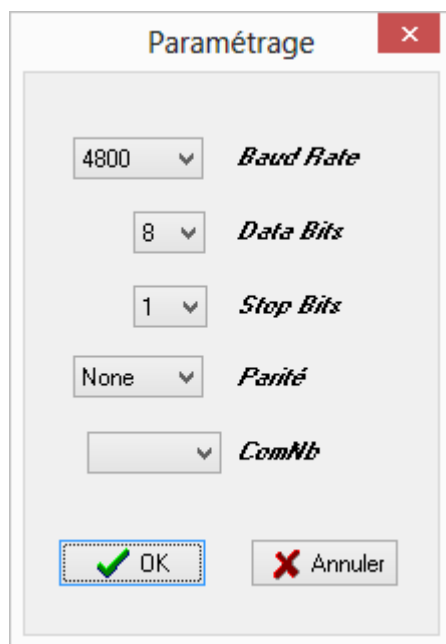 Paramétrage
4800 Baud Rate
8 Data Bits
1 Stop Bits
None Parité
ComNb
OK Annuler